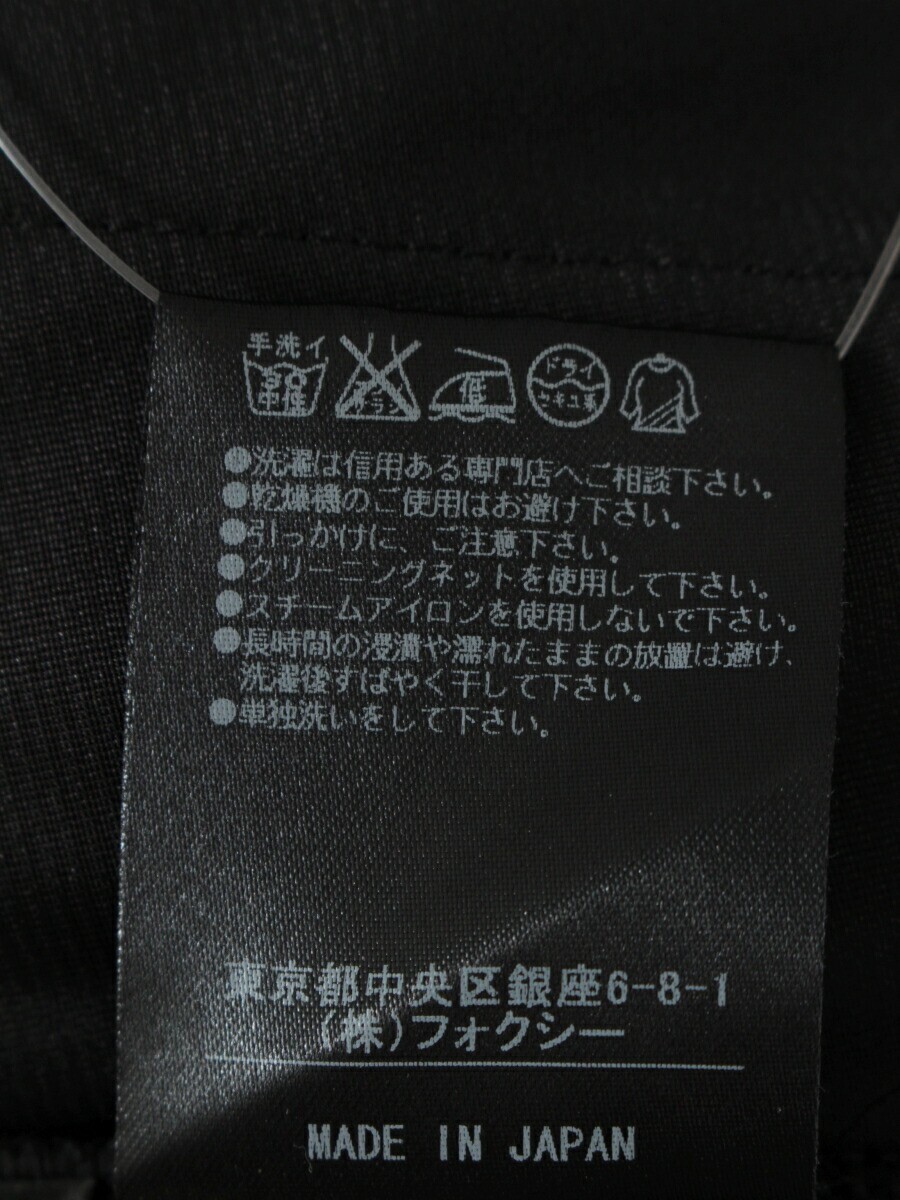 手洗イ
30
中性
ドライ
低
セキユ系
●洗濯は信用ある専門店へご相談下さい。
●乾燥機のご使用はお避け下さい。
●引っかけに、ご注意下さい。
●クリーニングネットを使用して下さい。
●スチームアイロンを使用しないで下さい。
●長時間の浸漬や濡れたままの放置は避け、
洗濯後すばやく干して下さい。
●単独洗いをして下さい。
東京都中央区銀座6-8-1
(株)フォクシー
MADE IN JAPAN